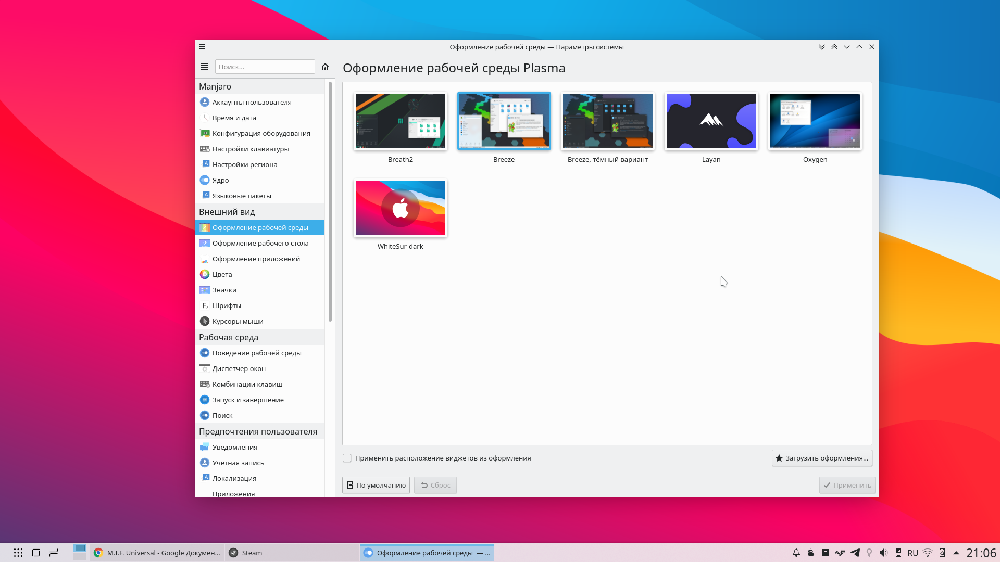 Оформление рабочей среды — Параметры системы
Поиск...
Оформление рабочей среды Plasma
Manjaro
Аккаунты пользователя
Время и дата
Конфигурация оборудования
Настройки клавиатуры
Настройки региона
Ядро
Языковые пакеты
Внешний вид
Оформление рабочей среды
Оформление рабочего стола
Оформление приложений
Цвета
Значки
Шрифты
Курсоры мыши
Рабочая среда
Поведение рабочей среды
Диспетчер окон
Комбинации клавиш
Запуск и завершение
Поиск
Предпочтения пользователя
Уведомления
Учётная запись
Локализация
Приложения
Breath2
Breeze
Breeze, тёмный вариант
Layan
Oxygen
WhiteSur-dark
Применить расположение виджетов из оформления
Загрузить оформления...
По умолчанию
Сброс
Применить
M.I.F. Universal - Google Докумен...
Steam
Оформление рабочей среды — ...
RU
21:06